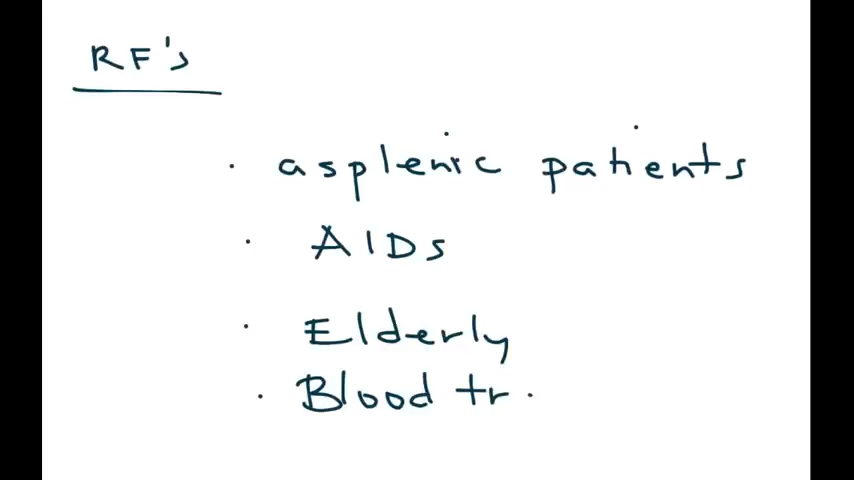 RF's
· asplenic patients
· AIDs
· Elderly
· Blood tr.